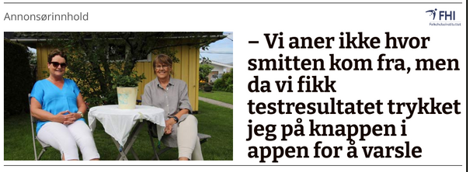 Annonsørinnhold
FHI
– Vi aner ikke hvor
smitten kom fra, men
da vi fikk
testresultatet trykket
jeg på knappen i
appen for å varsle